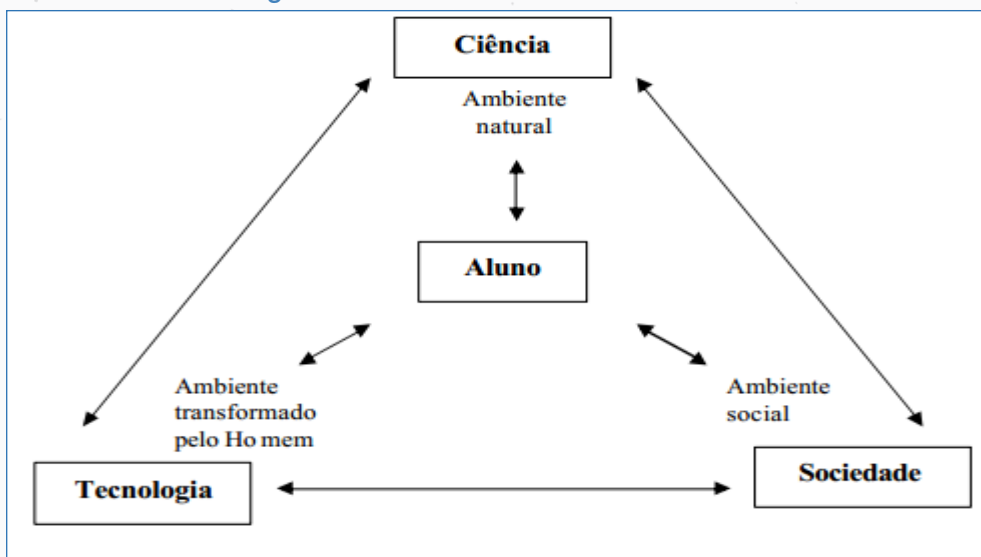 Ciência
Ambiente
natural
Aluno
Ambiente
transformado
pelo Ho mem
Ambiente
social
Tecnologia
Sociedade